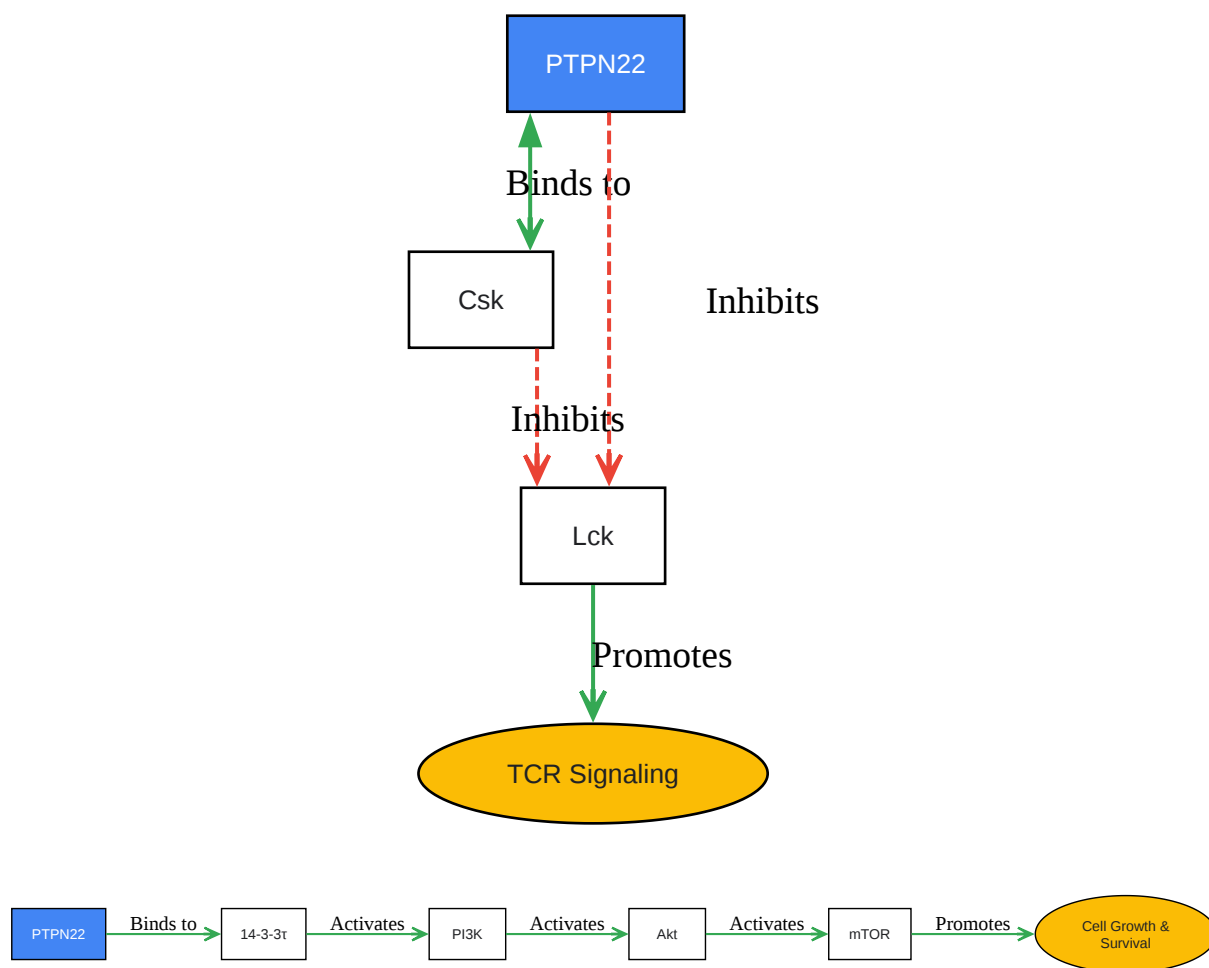 PTPN22
Binds to
Csk
Inhibits
Inhibits
Lck
Promotes
TCR Signaling
PTPN22
Binds to
14-3-3τ
Activates
PI3K
Activates
Akt
Activates
mTOR
Promotes
Cell Growth &
Survival